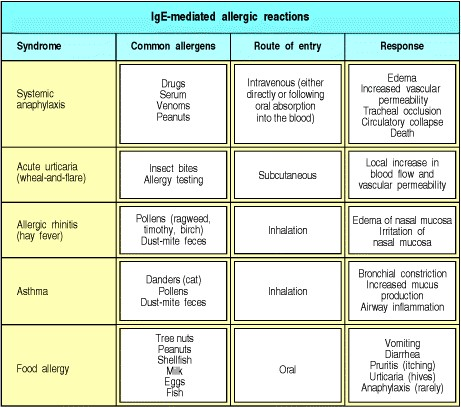 IgE-mediated allergic reactions
Syndrome
Common allergens
Route of entry
Response
Systemic
anaphylaxis
Drugs
Serum
Venoms
Peanuts
Intravenous (either
directly or following
oral absorption
into the blood)
Edema
Increased vascular
permeability
Tracheal occlusion
Circulatory collapse
Death
Acute urticaria
(wheal-and-flare)
Insect bites
Allergy testing
Subcutaneous
Local increase in
blood flow and
vascular permeability
Allergic rhinitis
(hay fever)
Pollens (ragweed,
timothy, birch)
Dust-mite feces
Inhalation
Edema of nasal mucosa
Irritation of
nasal mucosa
Asthma
Danders (cat)
Pollens
Dust-mite feces
Inhalation
Bronchial constriction
Increased mucus
production
Airway inflammation
Food allergy
Tree nuts
Peanuts
Shellfish
Milk
Eggs
Fish
Oral
Vomiting
Diarrhea
Pruritis (itching)
Urticaria (hives)
Anaphylaxis (rarely)